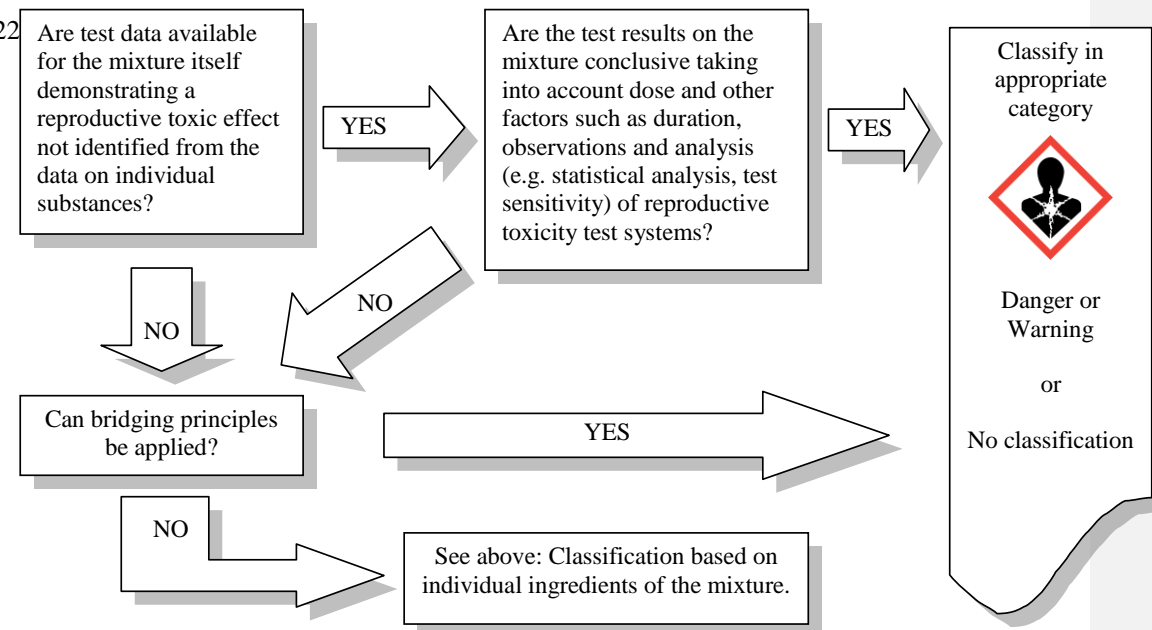 22
Are test data available
for the mixture itself
demonstrating a
reproductive toxic effect
not identified from the
data on individual
substances?
YES
Are the test results on the
mixture conclusive taking
into account dose and other
factors such as duration,
observations and analysis
(e.g. statistical analysis, test
sensitivity) of reproductive
toxicity test systems?
YES
Classify in
appropriate
category
Danger or
Warning
or
No classification
NO
NO
Can bridging principles
be applied?
YES
NO
See above: Classification based on
individual ingredients of the mixture.